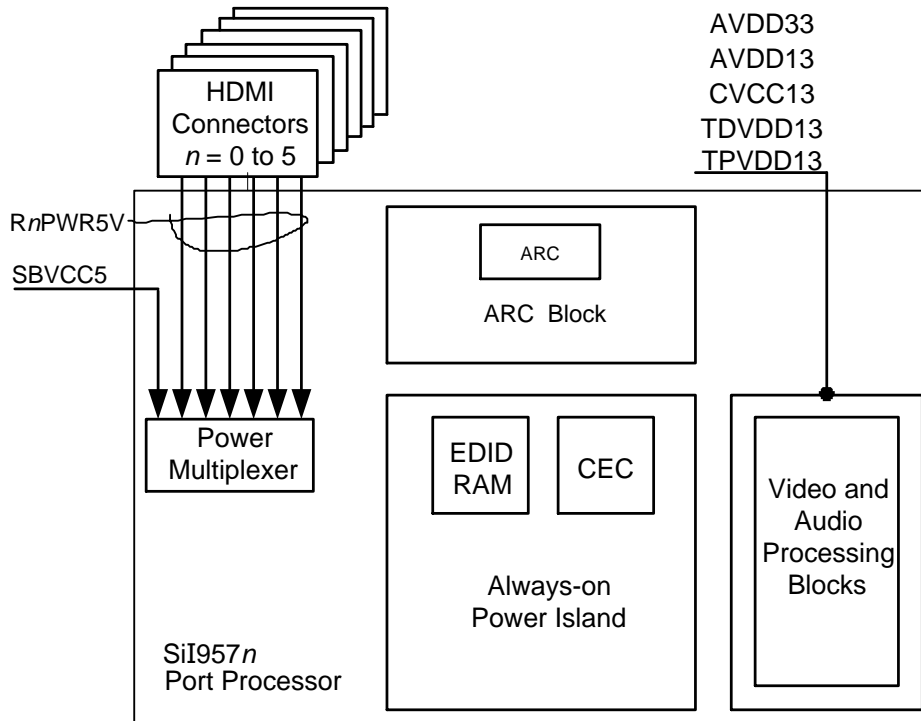 AVDD33
AVDD13
CVCC13
TDVDD13
TPVDD13
HDMI
Connectors
n = 0 to 5
RnPWR5V
SBVCC5
ARC
ARC Block
Power
Multiplexer
EDID
RAM
CEC
Always-on
Power Island
Video and
Audio
Processing
Blocks
SiI957n
Port Processor